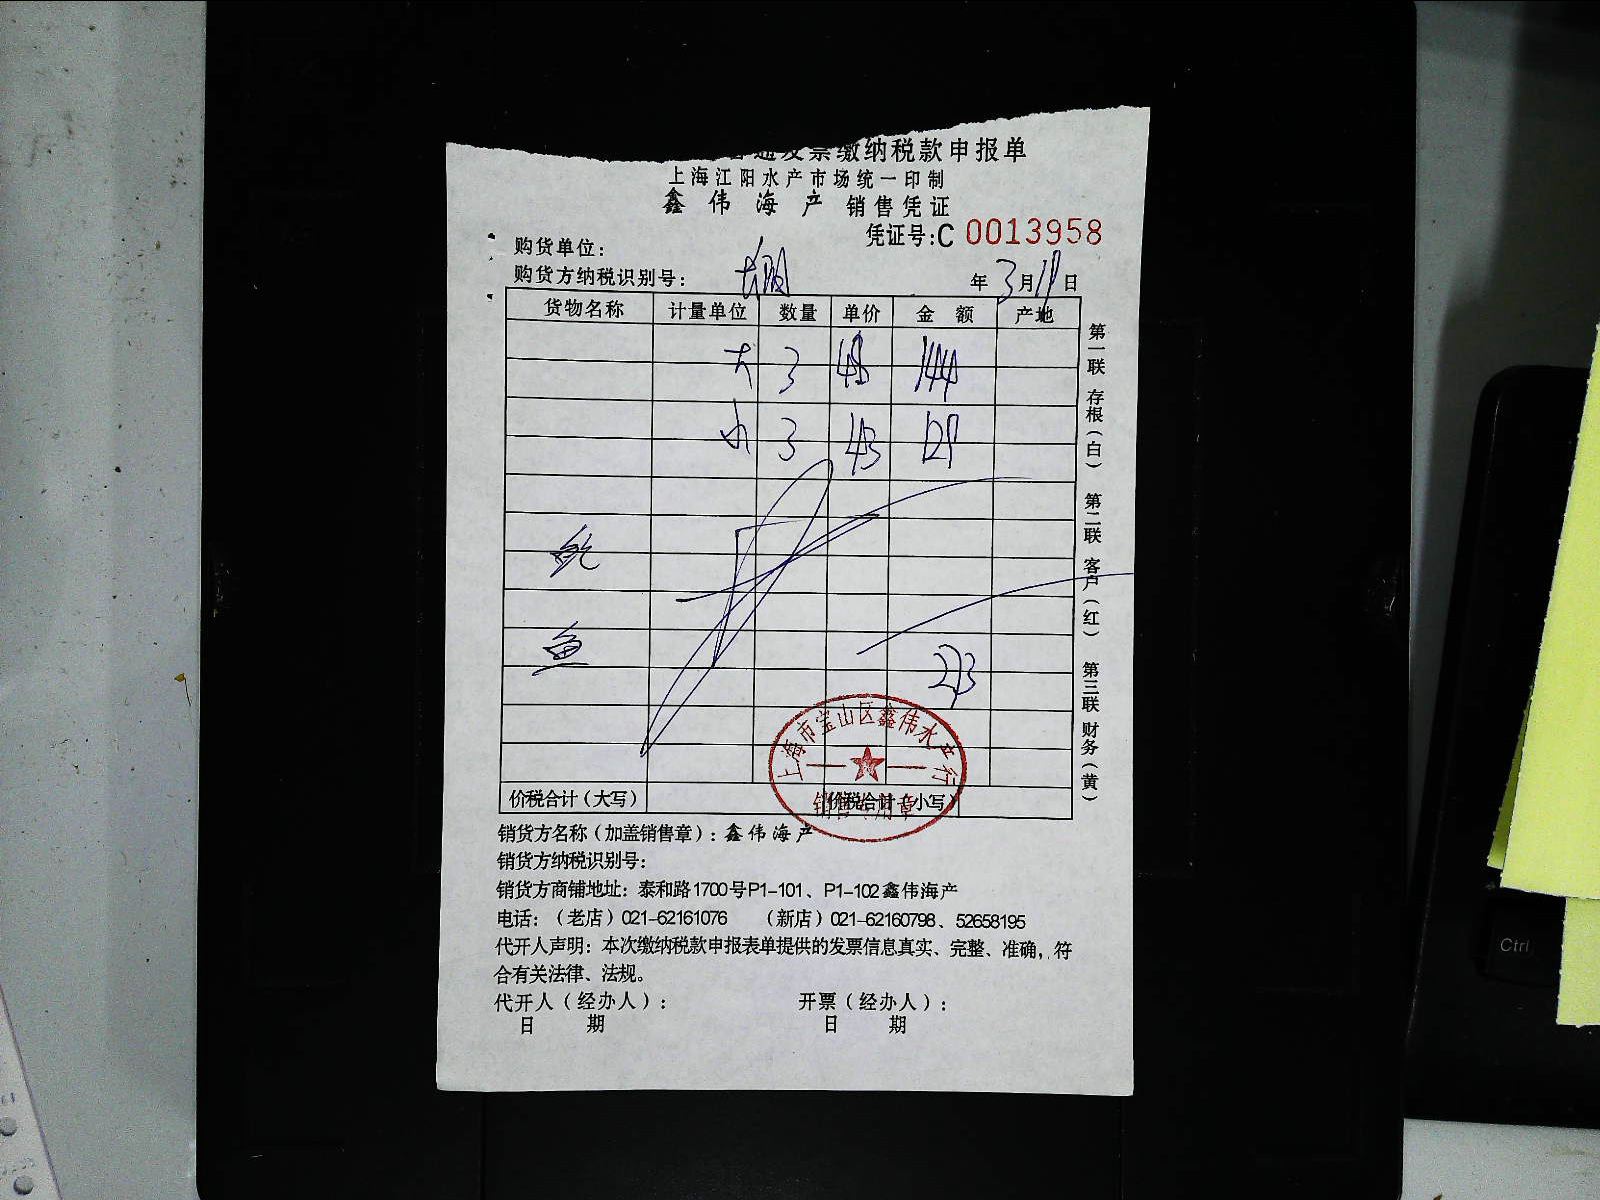 通发票缴纳税款申报单
上海江阳水产市场统一印制
鑫伟海产 销售凭证
凭证号:C 0013958
购货单位:
购货方纳税识别号:
年3月19日
货物名称 计量单位 数量 单价 金额 产地
大 3 48 144
小 3 43 129
鱼
273
上海市宝山区鑫伟水产行
销售专用章
价税合计(大写) 价税合计(小写)
第一联 存根(白) 第二联 客户(红) 第三联 财务(黄)
销货方名称(加盖销售章):鑫伟海产
销货方纳税识别号:
销货方商铺地址:泰和路1700号P1-101、P1-102鑫伟海产
电话:(老店)021-62161076 (新店)021-62160798、52658195
代开人声明:本次缴纳税款申报表单提供的发票信息真实、完整、准确,符
合有关法律、法规。
代开人(经办人): 开票(经办人):
日 期 日 期
Ctrl